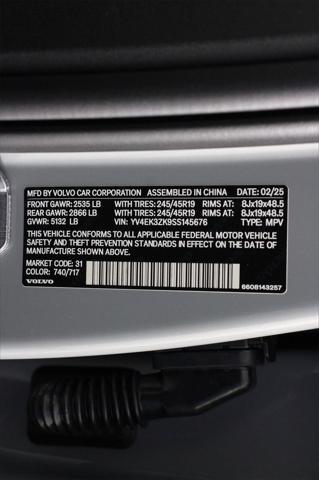 MFD BY VOLVO CAR CORPORATION ASSEMBLED IN CHINA DATE 02/25
FRONT GAWR: 2535 LB WITH TIRES: 245/45R19 RIMS AT: 8Jx19x48.5
REAR GAWR: 2866 LB WITH TIRES: 245/45R19 RIMS AT: 8Jx19x48.5
GVWR: 5132 LB VIN: YV4EK3ZK9SS145676 TYPE: MPV
THIS VEHICLE CONFORMS TO ALL APPLICABLE FEDERAL MOTOR VEHICLE
SAFETY AND THEFT PREVENTION STANDARDS IN EFFECT ON THE DATE OF
MANUFACTURE SHOWN ABOVE.
MARKET CODE: 31
COLOR: 740/717
VOLVO
6608143257